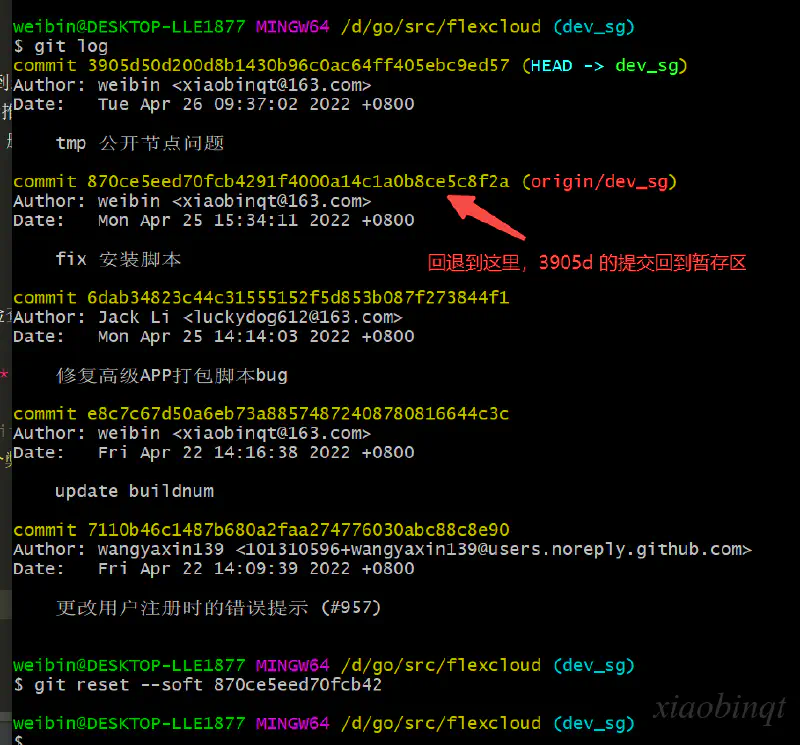 weibin@DESKTOP-LLE1877 MINGW64 /d/go/src/flexcloud (dev_sg)
$ git log
commit 3905d50d200d8b1430b96c0ac64ff405ebc9ed57 (HEAD -> dev_sg)
Author: weibin <xiaobinqt@163.com>
Date:   Tue Apr 26 09:37:02 2022 +0800
tmp 公开节点问题
commit 870ce5eed70fcb4291f4000a14c1a0b8ce5c8f2a (origin/dev_sg)
Author: weibin <xiaobinqt@163.com>
Date:   Mon Apr 25 15:34:11 2022 +0800
fix 安装脚本
回退到这里，3905d 的提交回到暂存区
commit 6dab34823c44c31555152f5d853b087f273844f1
Author: Jack Li <luckydog612@163.com>
Date:   Mon Apr 25 14:14:03 2022 +0800
修复高级APP打包脚本bug
commit e8c7c67d50a6eb73a88574872408780816644c3c
Author: weibin <xiaobinqt@163.com>
Date:   Fri Apr 22 14:16:38 2022 +0800
update buildnum
commit 7110b46c1487b680a2faa274776030abc88c8e90
Author: wangyaxin139 <101310596+wangyaxin139@users.noreply.github.com>
Date:   Fri Apr 22 14:09:39 2022 +0800
更改用户注册时的错误提示 (#957)
weibin@DESKTOP-LLE1877 MINGW64 /d/go/src/flexcloud (dev_sg)
$ git reset --soft 870ce5eed70fcb42
xiaobinqt
weibin@DESKTOP-LLE1877 MINGW64 /d/go/src/flexcloud (dev_sg)
$